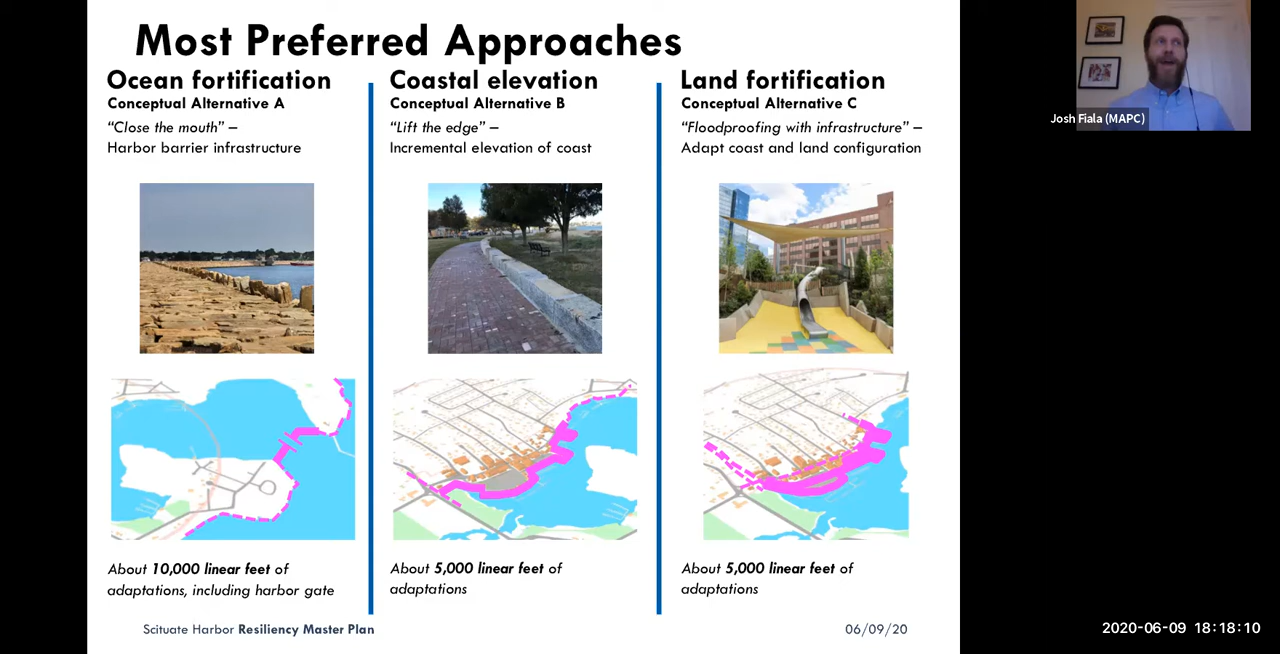 Most Preferred Approaches
Ocean fortification
Conceptual Alternative A
“Close the mouth” –
Harbor barrier infrastructure
About 10,000 linear feet of
adaptations, including harbor gate
Coastal elevation
Conceptual Alternative B
“Lift the edge” –
Incremental elevation of coast
About 5,000 linear feet of
adaptations
Land fortification
Conceptual Alternative C
“Floodproofing with infrastructure” –
Adapt coast and land configuration
About 5,000 linear feet of
adaptations
Scituate Harbor Resiliency Master Plan
06/09/20
Josh Fiala (MAPC)
2020-06-09 18:18:10